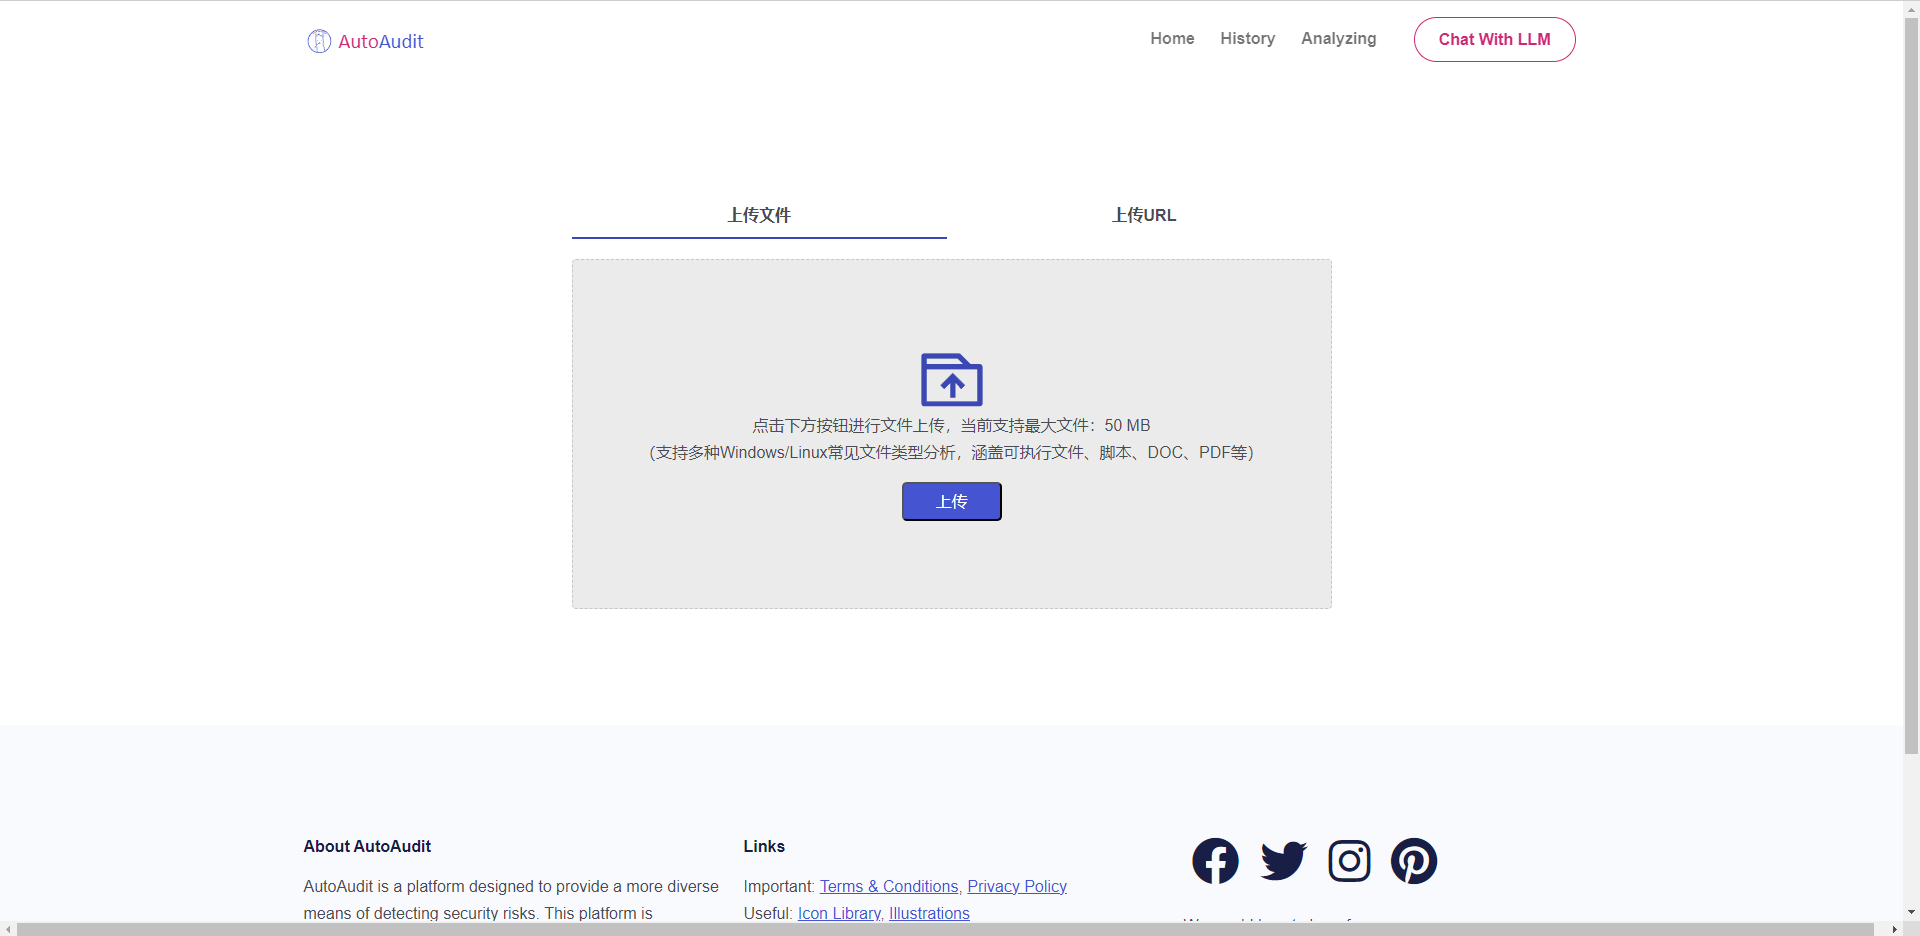 AutoAudit
Home
History
Analyzing
Chat With LLM
上传文件
上传URL
点击下方按钮进行文件上传，当前支持最大文件：50 MB
（支持多种Windows/Linux常见文件类型分析，涵盖可执行文件、脚本、DOC、PDF等）
上传
About AutoAudit
AutoAudit is a platform designed to provide a more diverse
means of detecting security risks. This platform is
Links
Important: Terms & Conditions, Privacy Policy
Useful: Icon Library, Illustrations